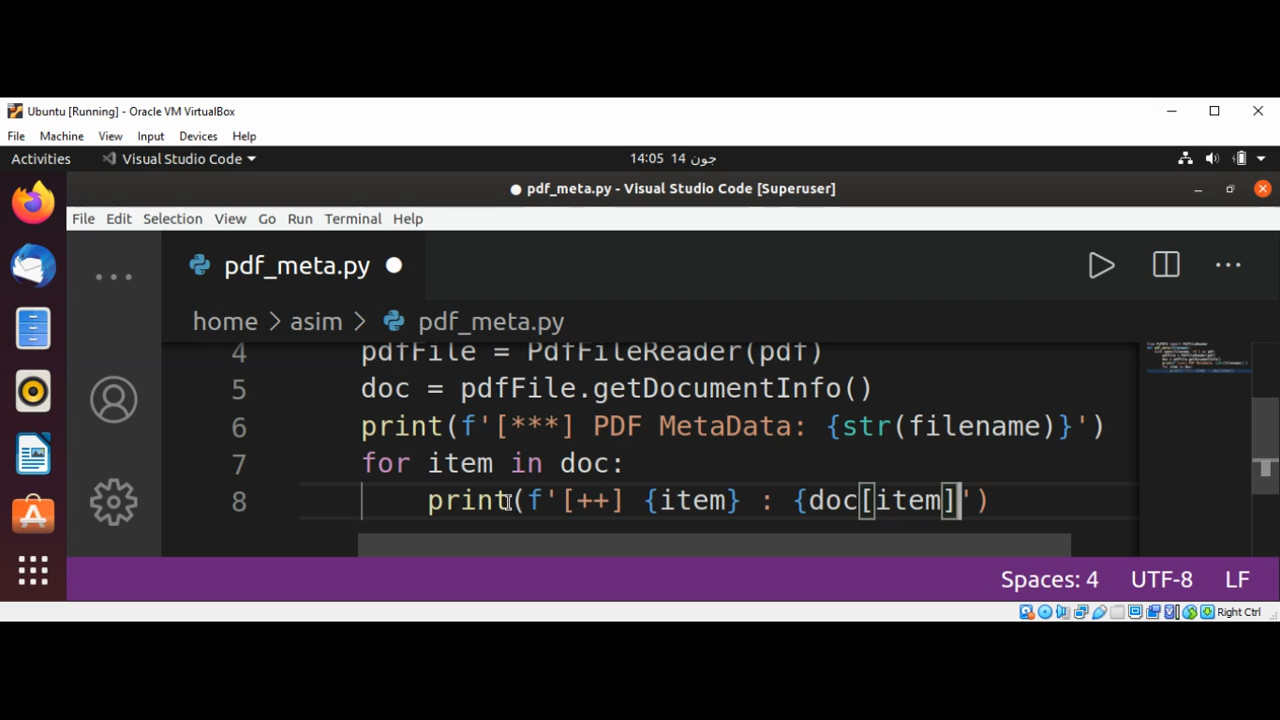 Ubuntu [Running] - Oracle VM VirtualBox
File Machine View Input Devices Help
Activities Visual Studio Code 14:05 14 جون
pdf_meta.py - Visual Studio Code [Superuser]
File Edit Selection View Go Run Terminal Help
pdf_meta.py
home > asim > pdf_meta.py
4 pdfFile = PdfFileReader(pdf)
5 doc = pdfFile.getDocumentInfo()
6 print(f'[***] PDF MetaData: {str(filename)}')
7 for item in doc:
8 print(f'[++] {item} : {doc[item]')
Spaces: 4 UTF-8 LF
Right Ctrl